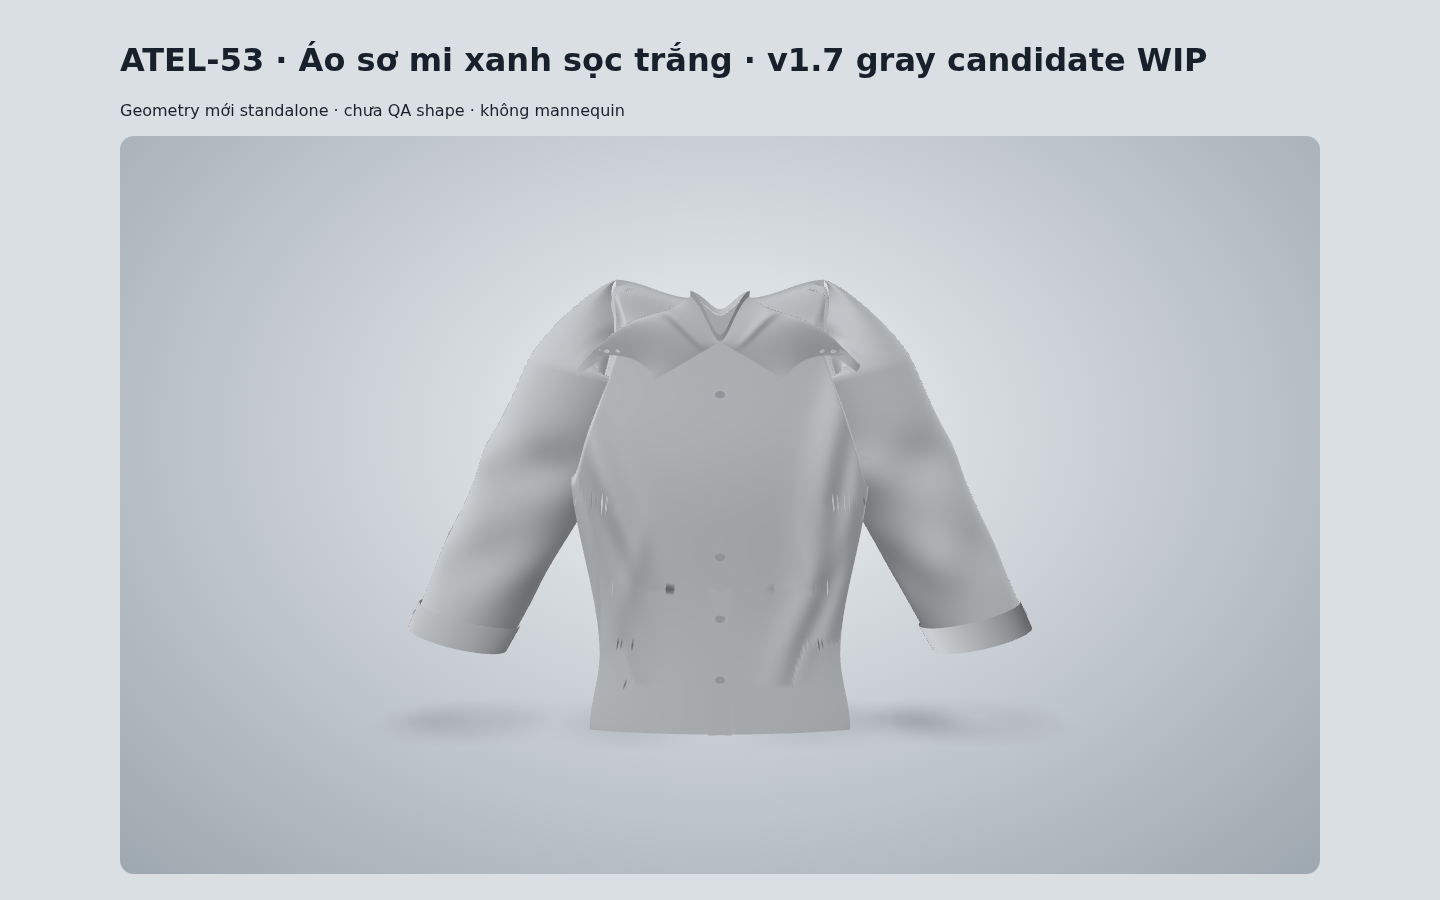 ATEL-53 · Áo sơ mi xanh sọc trắng · v1.7 gray candidate WIP
Geometry mới standalone · chưa QA shape · không mannequin